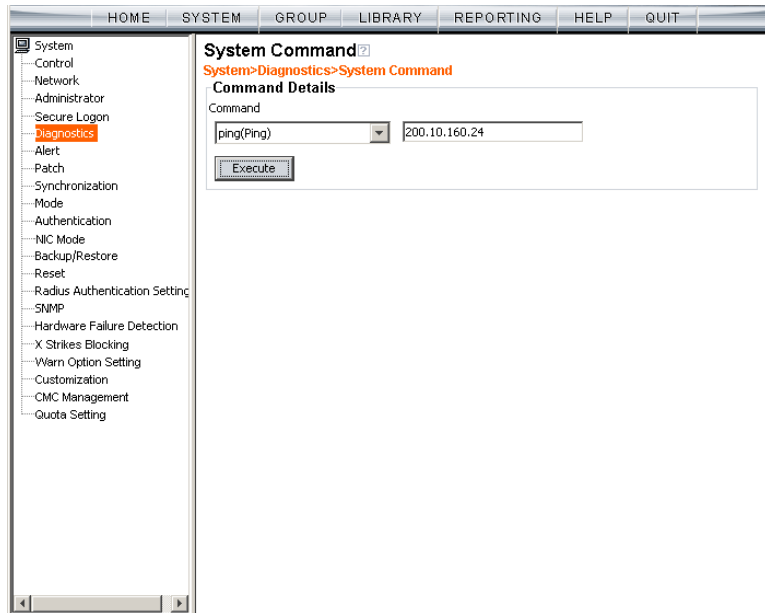 HOME SYSTEM GROUP LIBRARY REPORTING HELP QUIT
System
Control
Network
Administrator
Secure Logon
Diagnostics
Alert
Patch
Synchronization
Mode
Authentication
NIC Mode
Backup/Restore
Reset
Radius Authentication Setting
SNMP
Hardware Failure Detection
X Strikes Blocking
Warn Option Setting
Customization
CMC Management
Quota Setting
System Command ?
System>Diagnostics>System Command
Command Details
Command
ping(Ping) 200.10.160.24
Execute